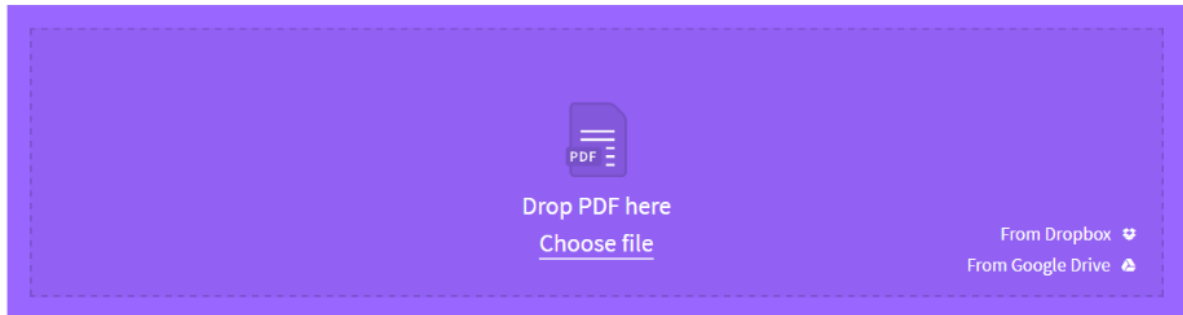 PDF
Drop PDF here
Choose file
From Dropbox
From Google Drive